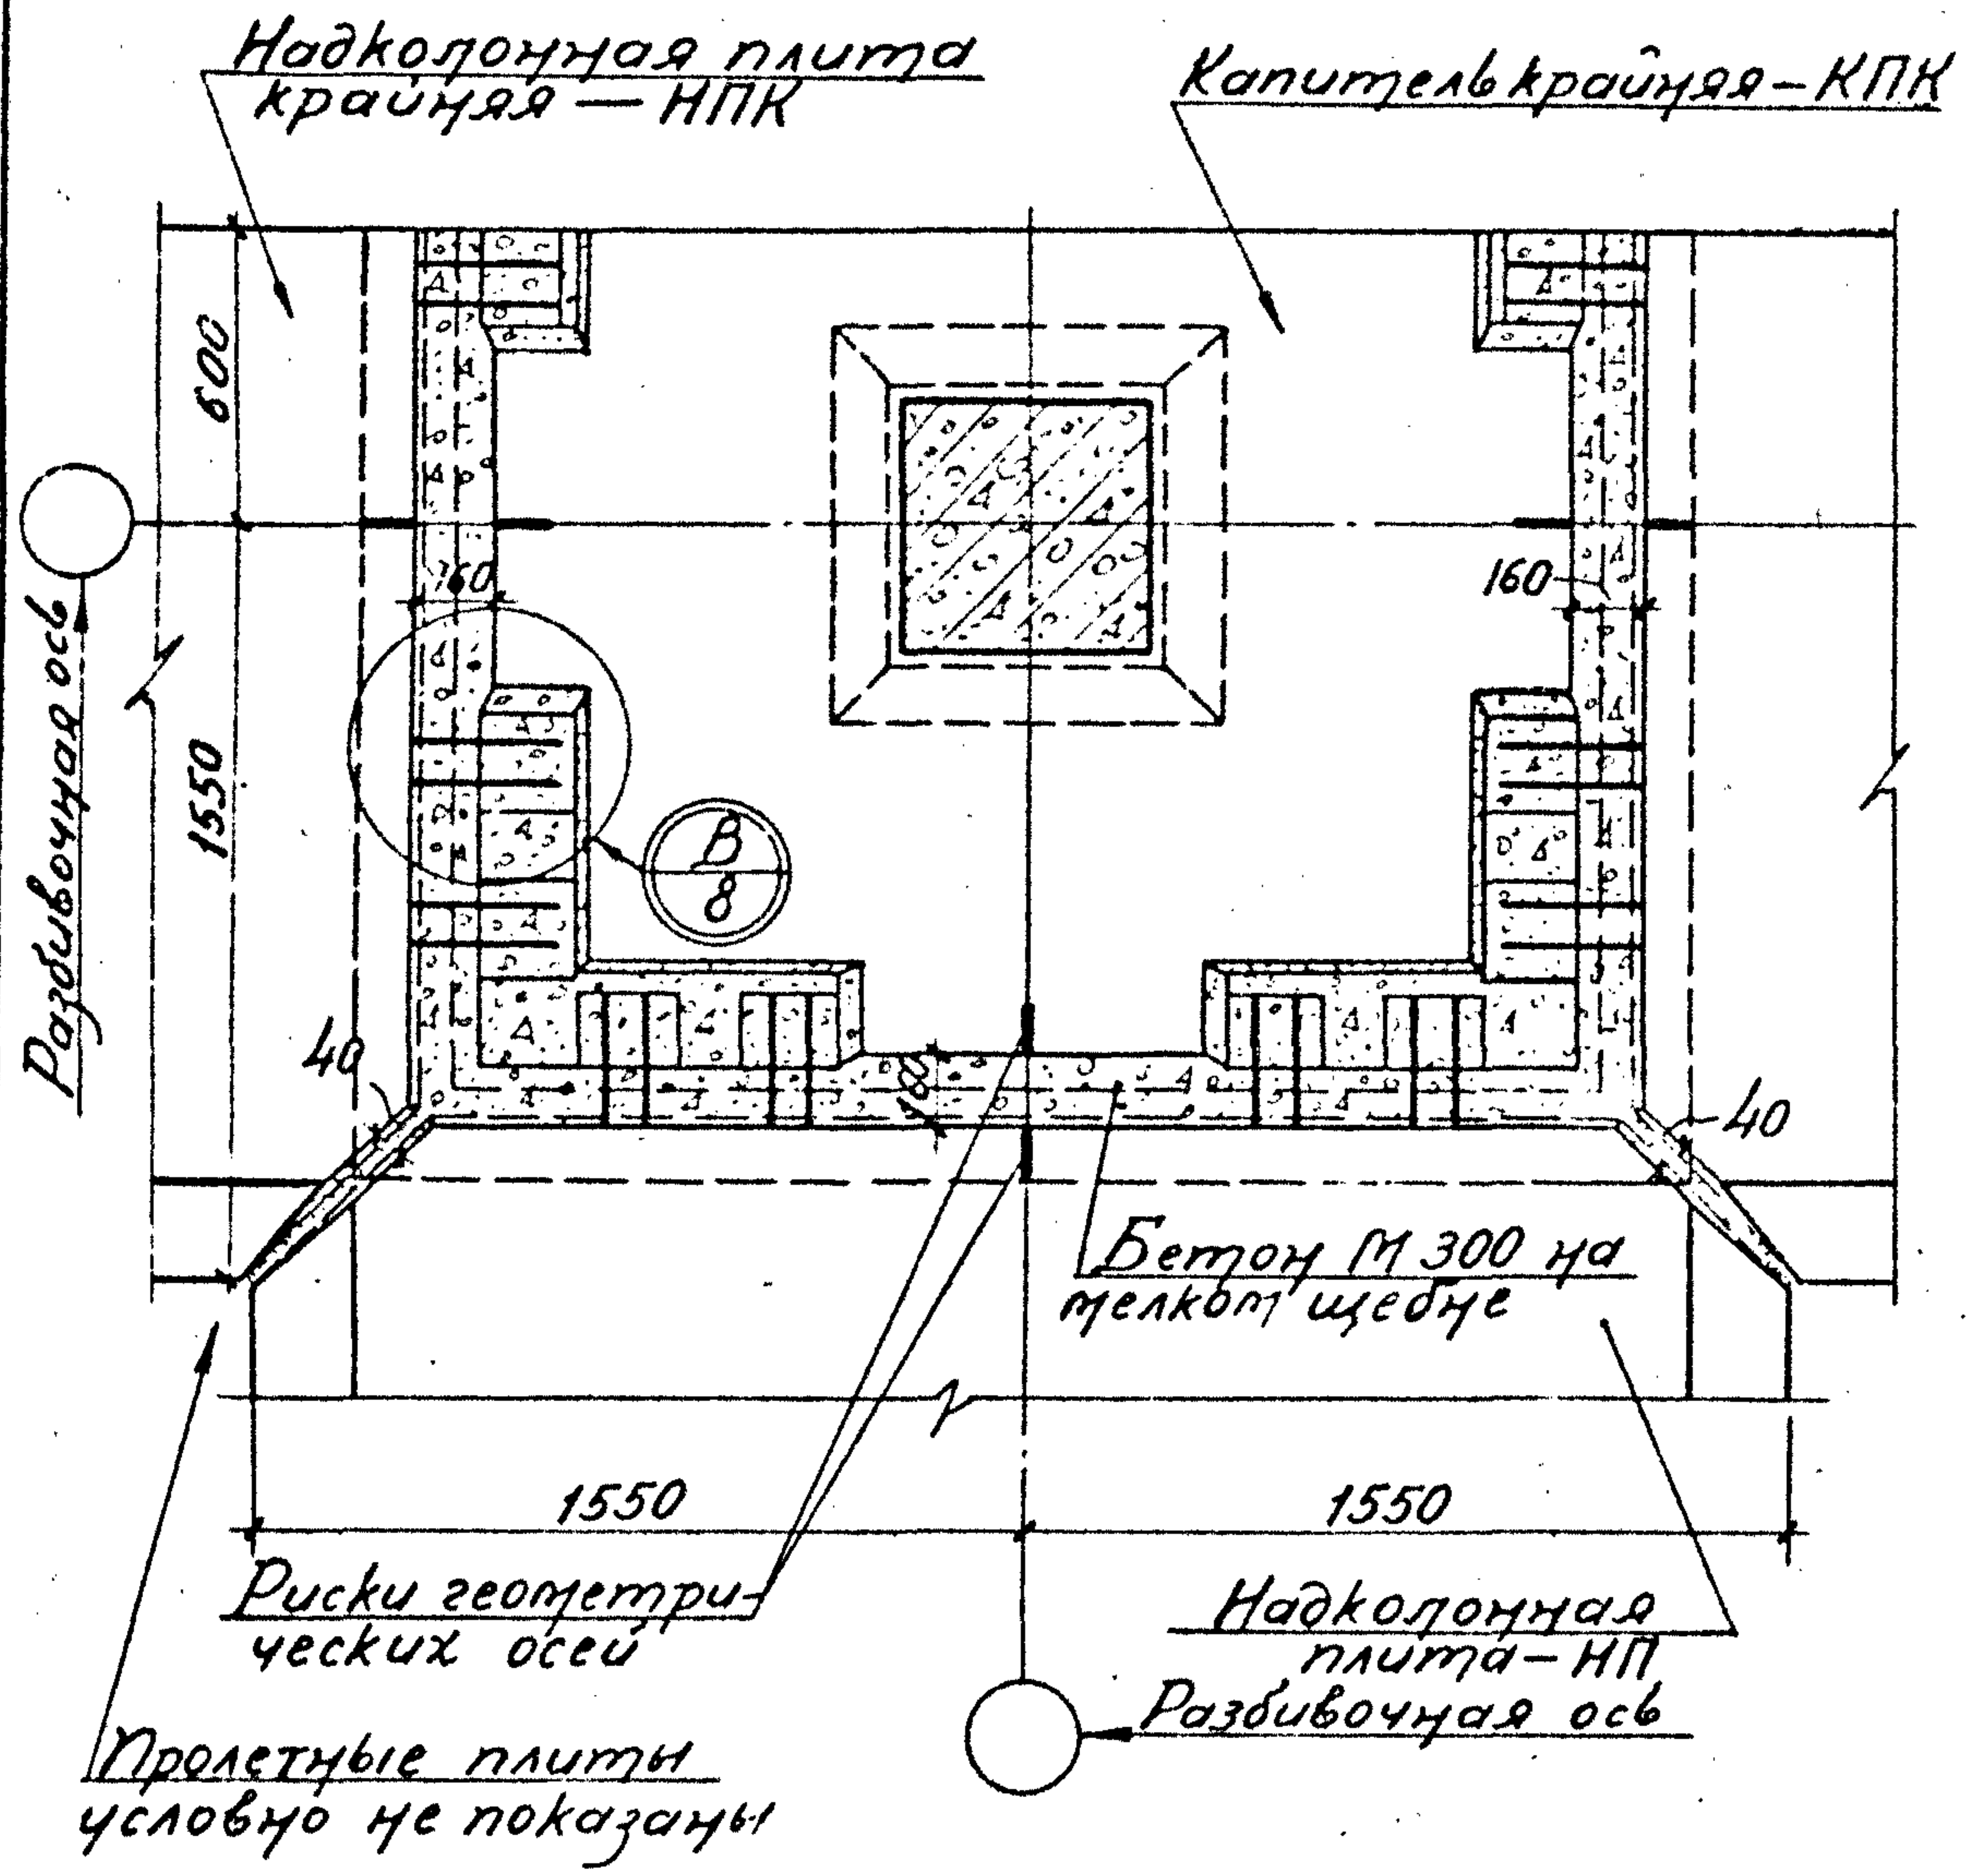 Надколонная плита
крайняя — НПК
Капитель крайняя – КПК
600
Разбивочная ось
160
160
1550
В
8
40
160
40
Бетон М 300 на
мелком щебне
1550
1550
Риски геометри-
ческих осей
Надколонная
плита – НП
Разбивочная ось
Пролетные плиты
условно не показаны